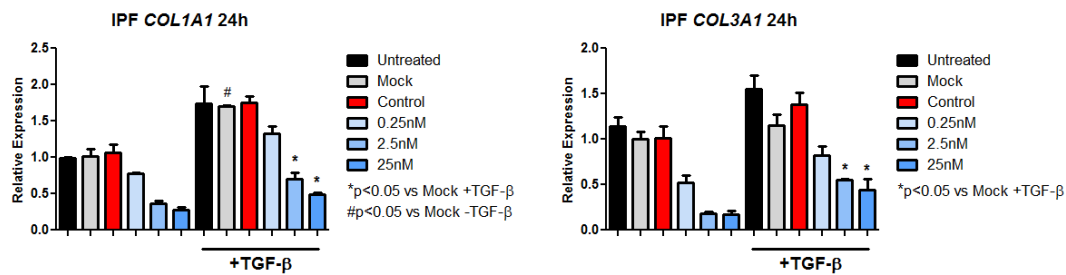 IPF COL1A1 24h
Relative Expression
2.5
2.0
1.5
1.0
0.5
0.0
#
*
*
+TGF-β
Untreated
Mock
Control
0.25nM
2.5nM
25nM
*p<0.05 vs Mock +TGF-β
#p<0.05 vs Mock -TGF-β
IPF COL3A1 24h
Relative Expression
2.0
1.5
1.0
0.5
0.0
*
*
+TGF-β
Untreated
Mock
Control
0.25nM
2.5nM
25nM
*p<0.05 vs Mock +TGF-β